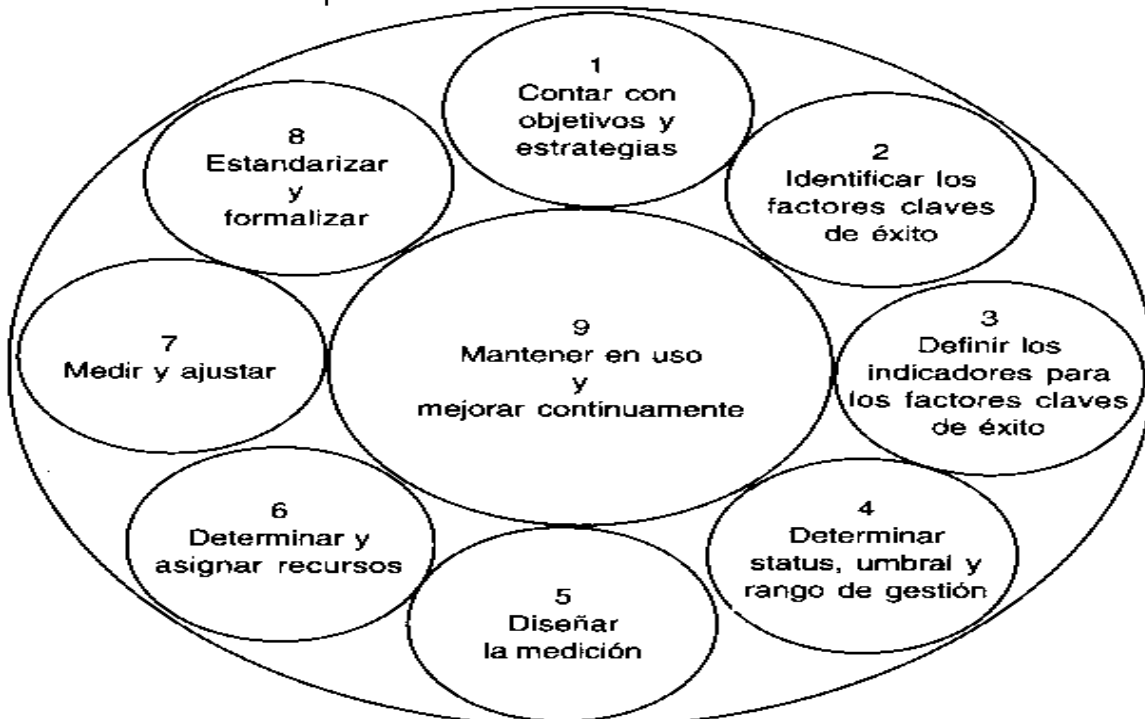 1
Contar con
objetivos y
estrategias
2
Identificar los
factores claves
de éxito
3
Definir los
indicadores para
los factores claves
de éxito
4
Determinar
status, umbral y
rango de gestión
5
Diseñar
la medición
6
Determinar y
asignar recursos
7
Medir y ajustar
8
Estandarizar
y
formalizar
9
Mantener en uso
y
mejorar continuamente